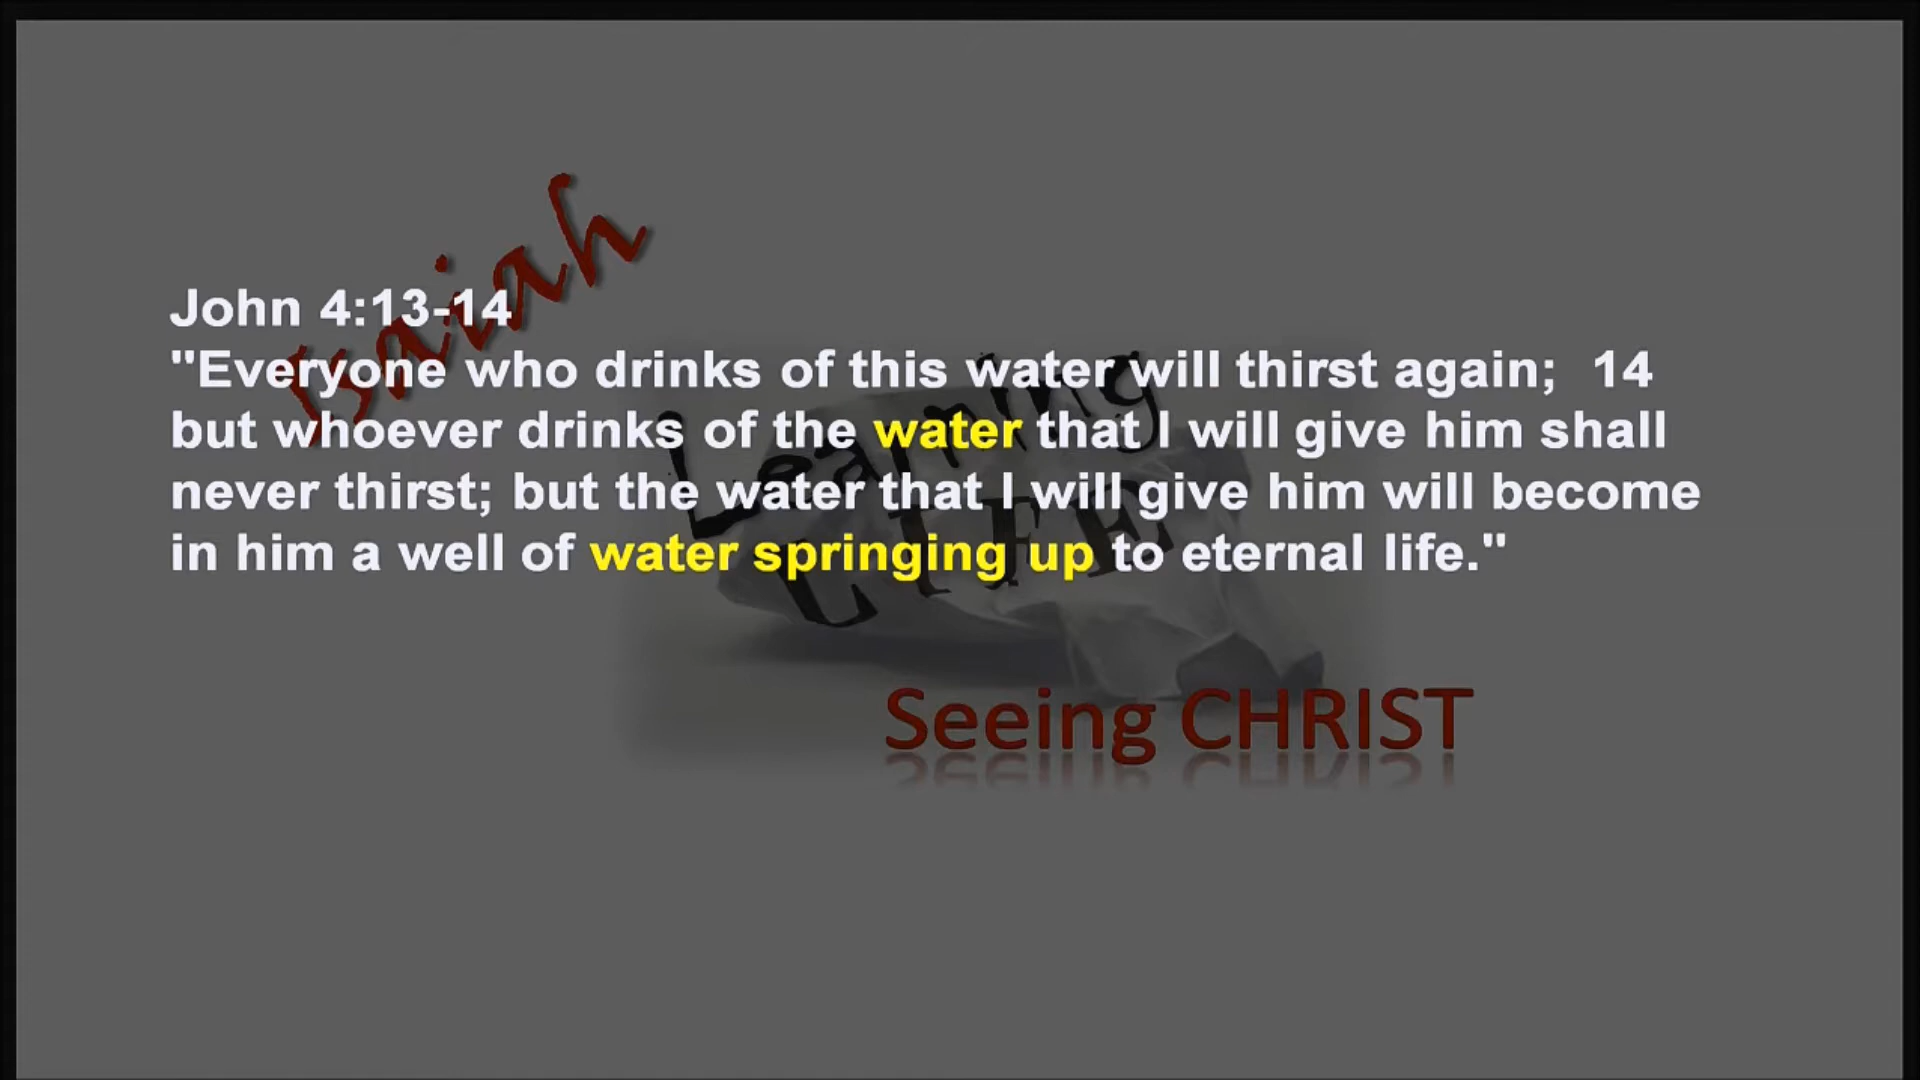 Isaiah
John 4:13-14
"Everyone who drinks of this water will thirst again;  14
but whoever drinks of the water that I will give him shall
never thirst; but the water that I will give him will become
in him a well of water springing up to eternal life."
Learning
LIFE
Seeing CHRIST